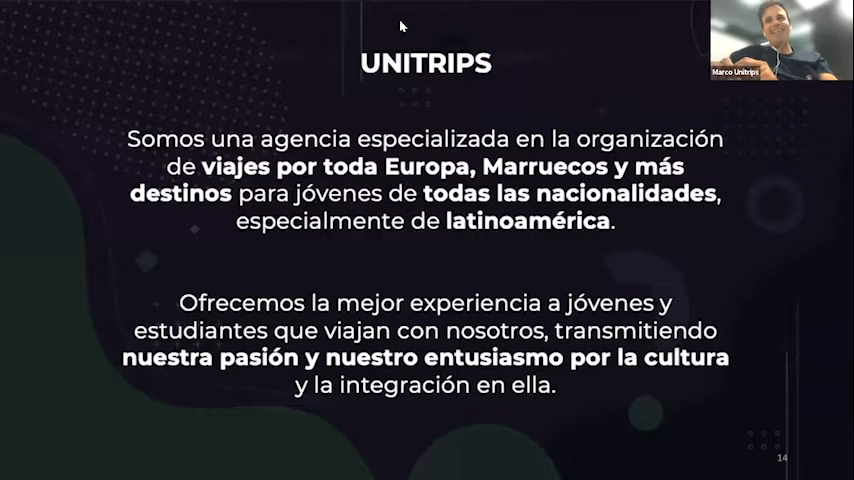 UNITRIPS
Marco Unitrips
Somos una agencia especializada en la organización
de viajes por toda Europa, Marruecos y más
destinos para jóvenes de todas las nacionalidades,
especialmente de latinoamérica.
Ofrecemos la mejor experiencia a jóvenes y
estudiantes que viajan con nosotros, transmitiendo
nuestra pasión y nuestro entusiasmo por la cultura
y la integración en ella.
14